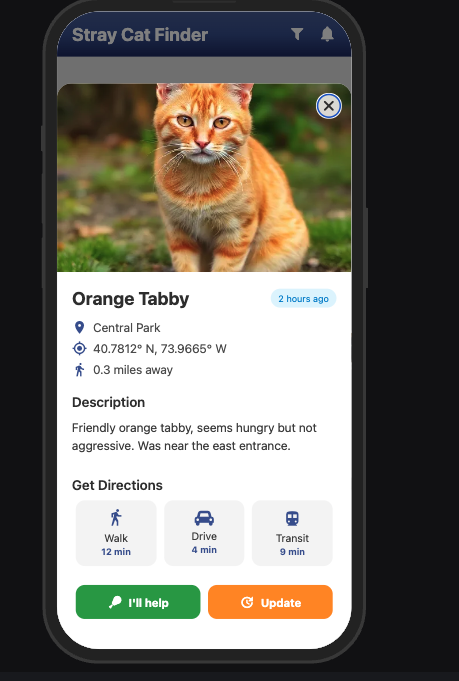 Stray Cat Finder
Orange Tabby
2 hours ago
Central Park
40.7812° N, 73.9665° W
0.3 miles away
Description
Friendly orange tabby, seems hungry but not
aggressive. Was near the east entrance.
Get Directions
Walk
12 min
Drive
4 min
Transit
9 min
I'll help
Update